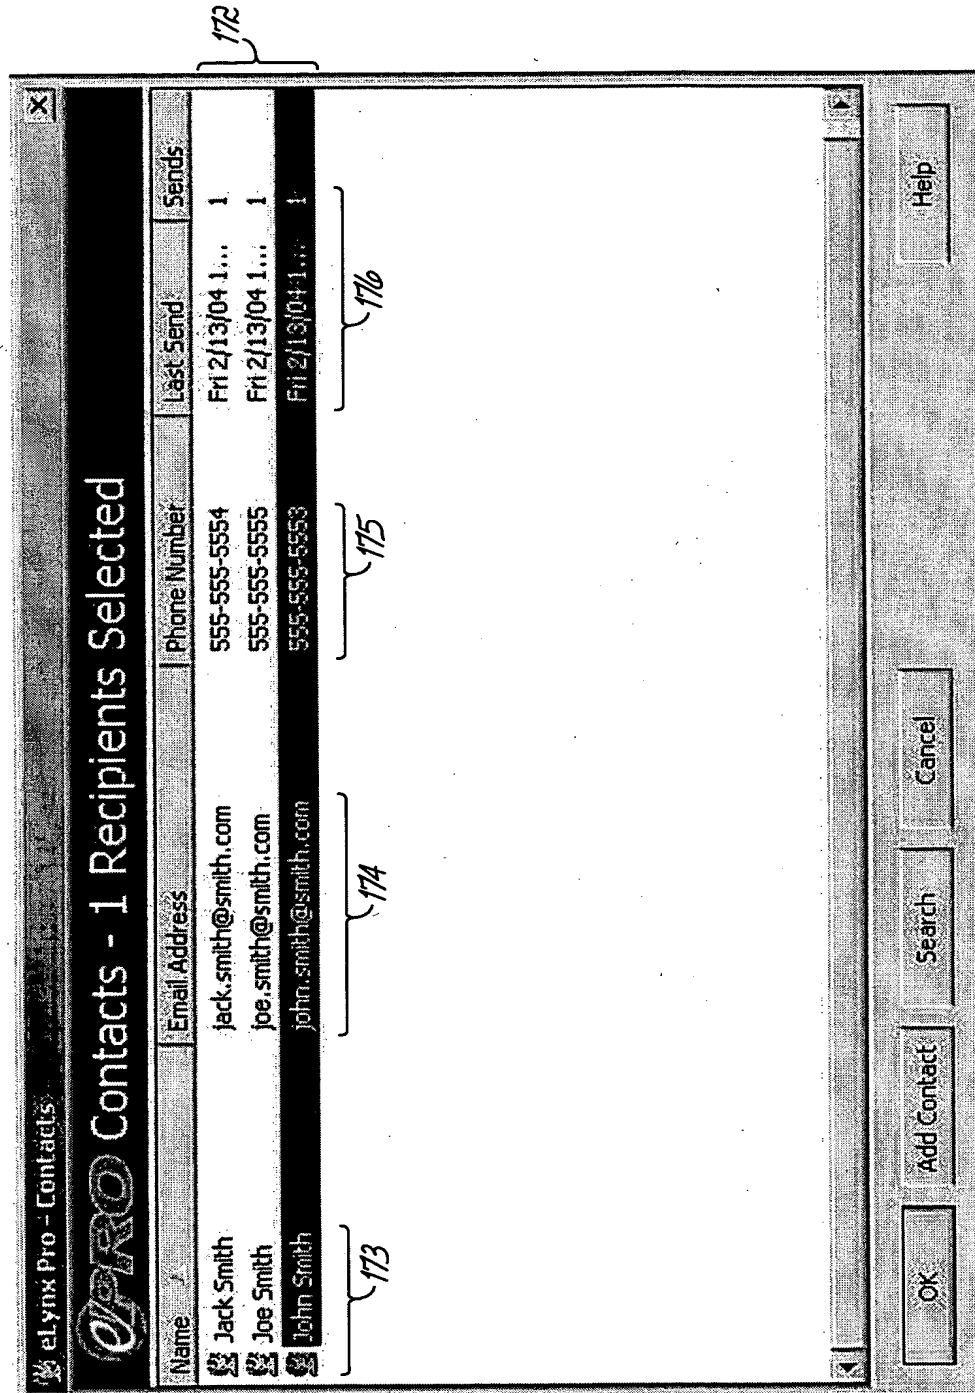 eLynx Pro - Contacts
ePRO Contacts - 1 Recipients Selected
Name Email Address Phone Number Last Send Sends
Jack Smith jack.smith@smith.com 555-555-5554 Fri 2/13/04 1... 1
Joe Smith joe.smith@smith.com 555-555-5555 Fri 2/13/04 1... 1
John Smith john.smith@smith.com 555-555-5553 Fri 2/13/04 1... 1
172
173 174 175 176
OK Add Contact Search Cancel Help